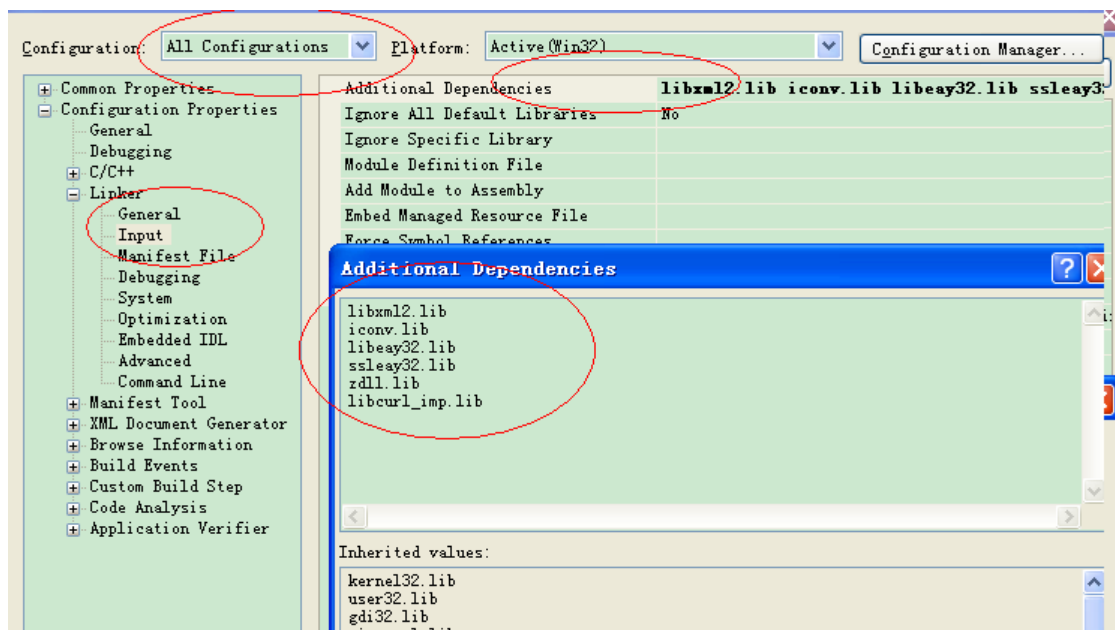 Configuration: All Configurations Platform: Active(Win32) Configuration Manager...
Common Properties
Configuration Properties
General
Debugging
C/C++
Linker
General
Input
Manifest File
Debugging
System
Optimization
Embedded IDL
Advanced
Command Line
Manifest Tool
XML Document Generator
Browse Information
Build Events
Custom Build Step
Code Analysis
Application Verifier
Additional Dependencies libxml2.lib iconv.lib libeay32.lib ssleay32
Ignore All Default Libraries No
Ignore Specific Library
Module Definition File
Add Module to Assembly
Embed Managed Resource File
Force Symbol References
Additional Dependencies
libxml2.lib
iconv.lib
libeay32.lib
ssleay32.lib
zdll.lib
libcurl_imp.lib
Inherited values:
kernel32.lib
user32.lib
gdi32.lib